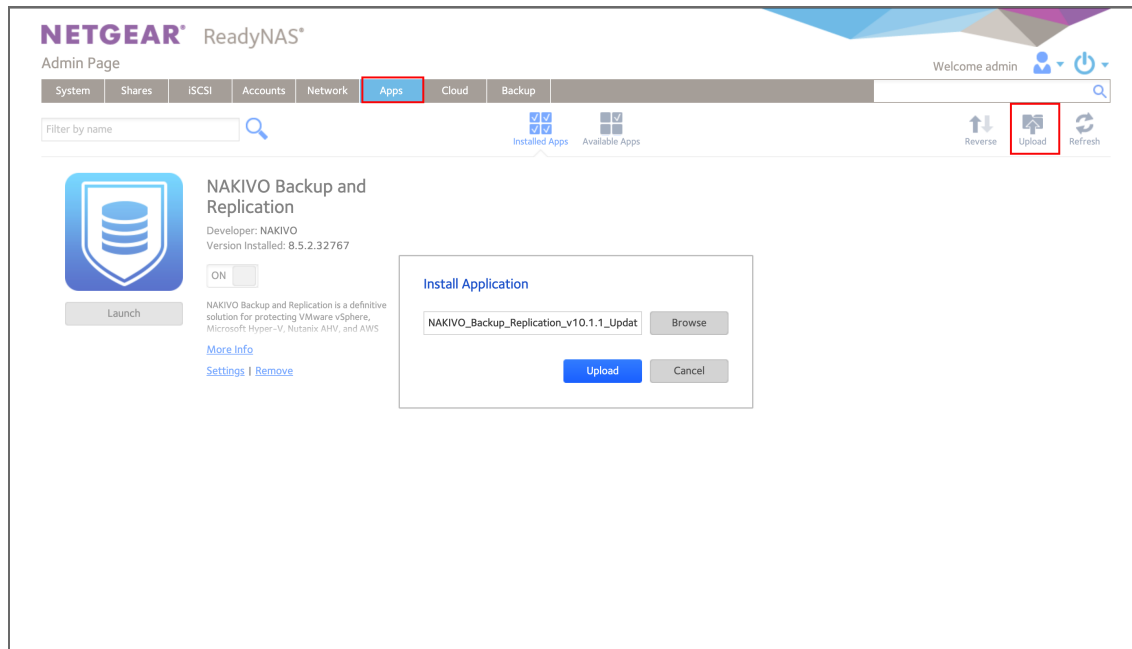 NETGEAR® ReadyNAS®
Admin Page
Welcome admin
System Shares iSCSI Accounts Network Apps Cloud Backup
Filter by name
Installed Apps Available Apps
Reverse Upload Refresh
NAKIVO Backup and
Replication
Developer: NAKIVO
Version Installed: 8.5.2.32767
ON
Launch
NAKIVO Backup and Replication is a definitive
solution for protecting VMware vSphere,
Microsoft Hyper-V, Nutanix AHV, and AWS
More Info
Settings | Remove
Install Application
NAKIVO_Backup_Replication_v10.1.1_Updat Browse
Upload Cancel